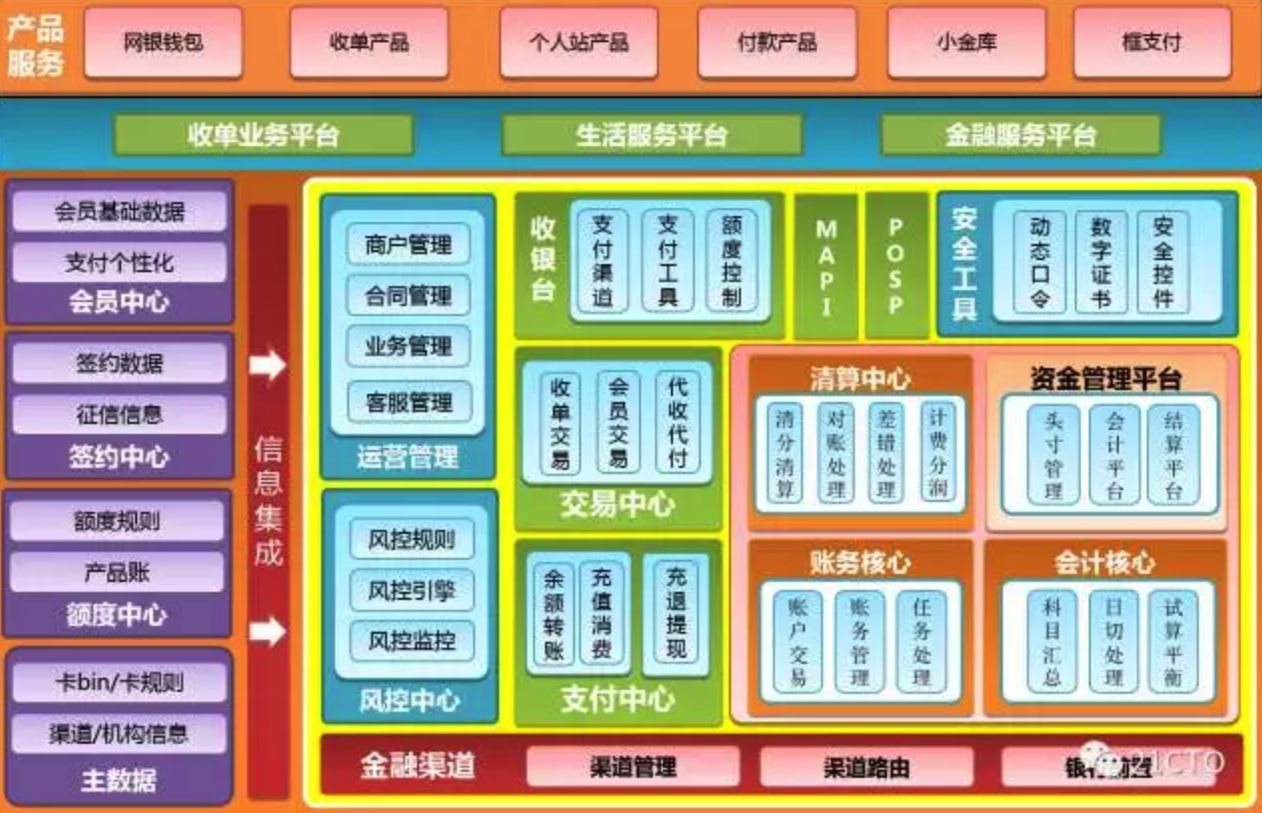 产品
服务
网银钱包
收单产品
个人站产品
付款产品
小金库
框支付
收单业务平台
生活服务平台
金融服务平台
会员基础数据
支付个性化
会员中心
签约数据
征信信息
签约中心
额度规则
产品账
额度中心
卡bin/卡规则
渠道/机构信息
主数据
信息集成
商户管理
合同管理
业务管理
客服管理
运营管理
风控规则
风控引擎
风控监控
风控中心
收银台
支付渠道
支付工具
额度控制
MAPI
POSP
安全工具
动态口令
数字证书
安全控件
收单交易
会员交易
代收代付
交易中心
余额转账
充值消费
充退提现
支付中心
清算中心
清分清算
对账处理
差错处理
计费分润
资金管理平台
头寸管理
会计平台
结算平台
账务核心
账户交易
账务管理
任务处理
会计核心
科目汇总
日切处理
试算平衡
金融渠道
渠道管理
渠道路由
银行前置
21CTO